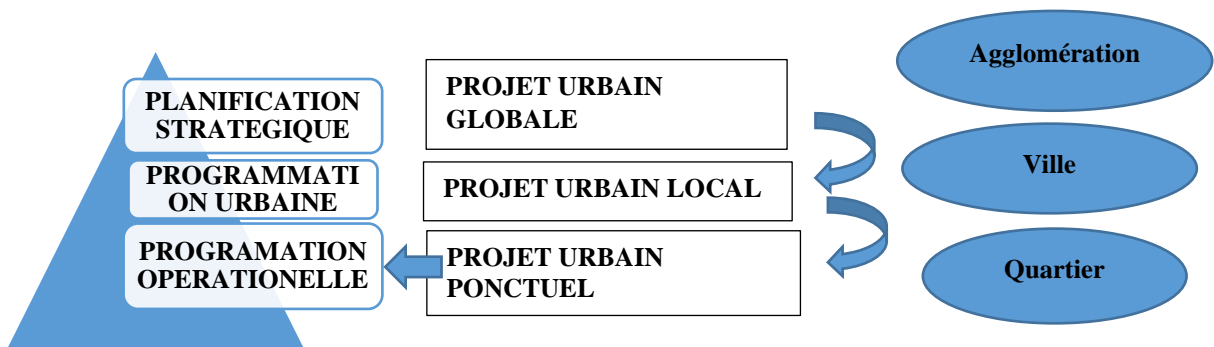 PLANIFICATION
STRATEGIQUE
PROGRAMMATI
ON URBAINE
PROGRAMATION
OPERATIONELLE
PROJET URBAIN
GLOBALE
PROJET URBAIN LOCAL
PROJET URBAIN
PONCTUEL
Agglomération
Ville
Quartier